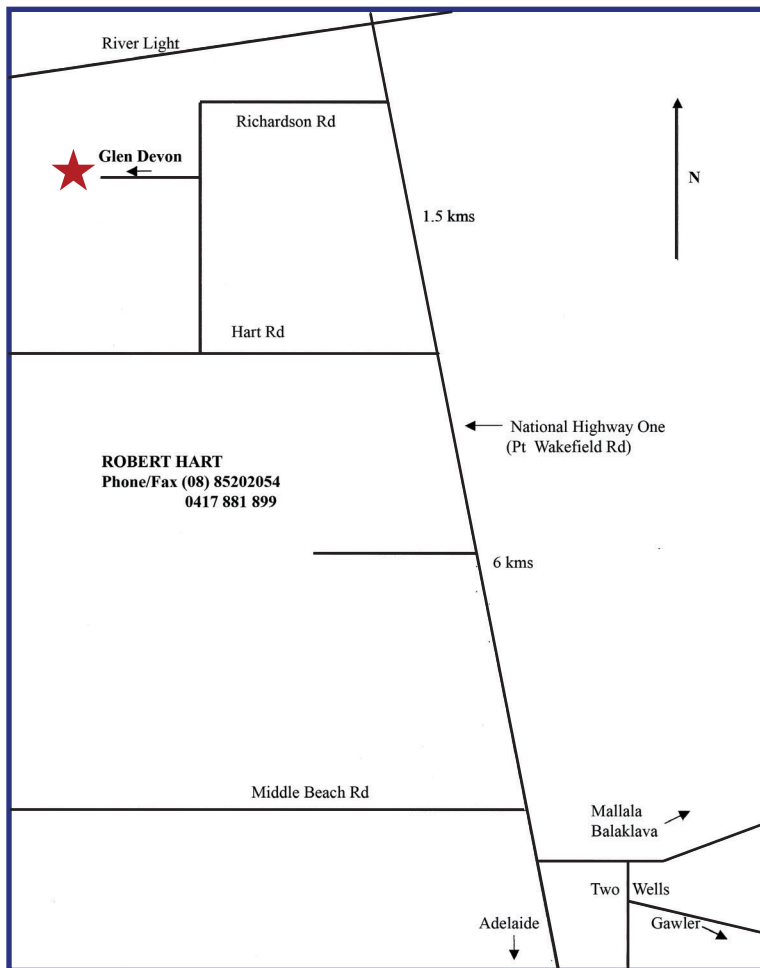 River Light
Richardson Rd
Glen Devon
N
1.5 kms
Hart Rd
National Highway One
(Pt Wakefield Rd)
ROBERT HART
Phone/Fax (08) 85202054
0417 881 899
6 kms
Middle Beach Rd
Mallala
Balaklava
Two Wells
Adelaide
Gawler